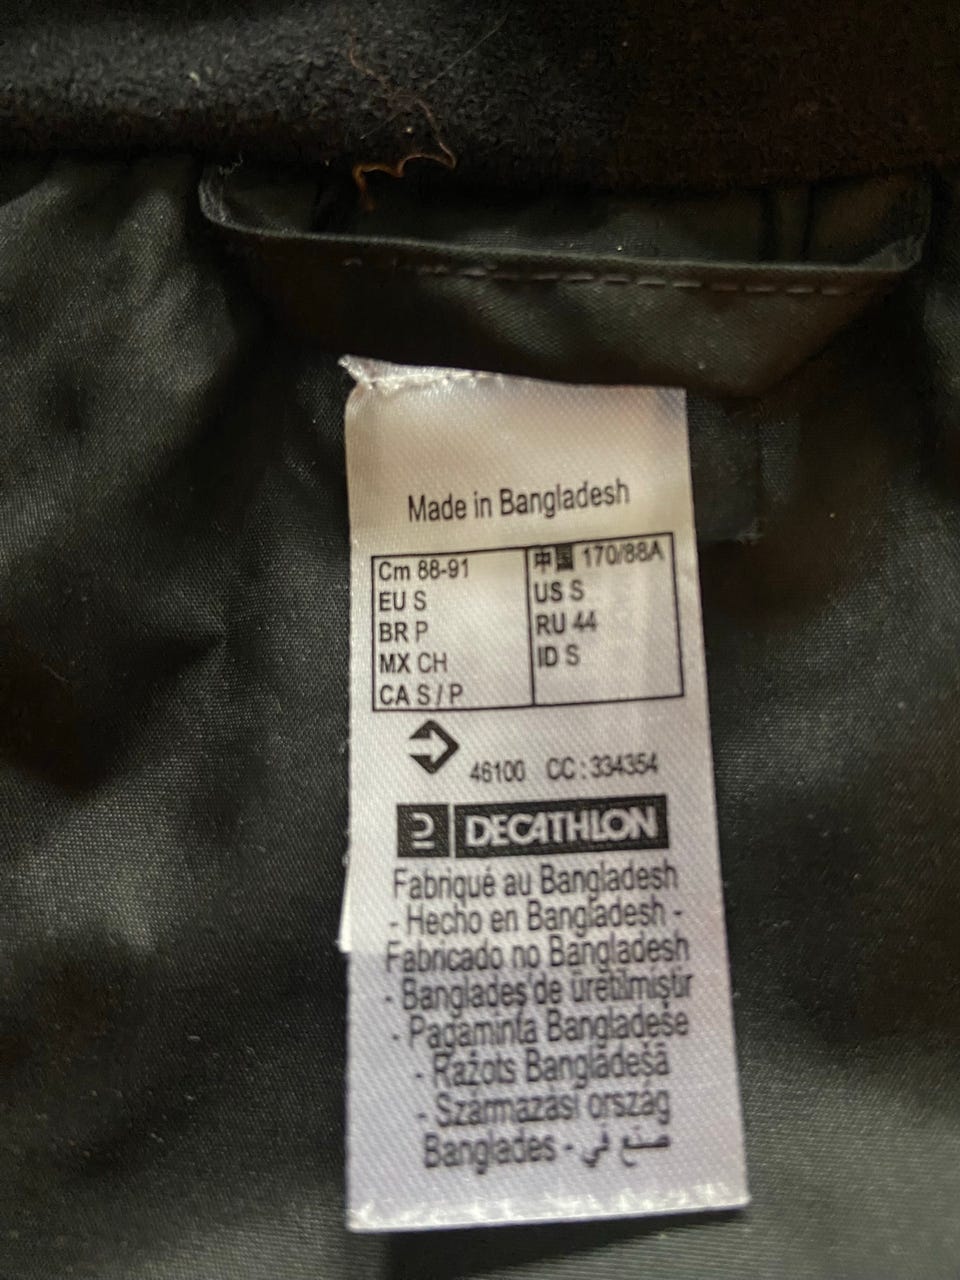 Made in Bangladesh
Cm 88-91
EU S
BR P
MX CH
CA S / P
中国 170/88A
US S
RU 44
ID S
46100 CC : 334354
DECATHLON
Fabriqué au Bangladesh
- Hecho en Bangladesh -
Fabricado no Bangladesh
- Bangladeş'de üretilmiştir
- Pagaminta Bangladeše
- Ražots Bangladešā
- Származási ország
Banglades - صنع في